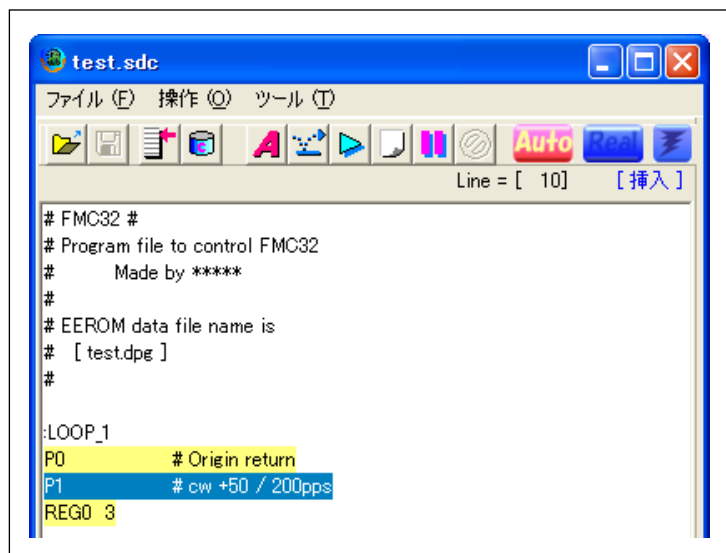 test.sdc
ファイル (F) 操作 (O) ツール (T)
A Auto Real
Line = [ 10] [ 挿入 ]
# FMC32 #
# Program file to control FMC32
# Made by *****
#
# EEROM data file name is
# [ test.dpg ]
#
:LOOP_1
P0 # Origin return
P1 # cw +50 / 200pps
REG0 3